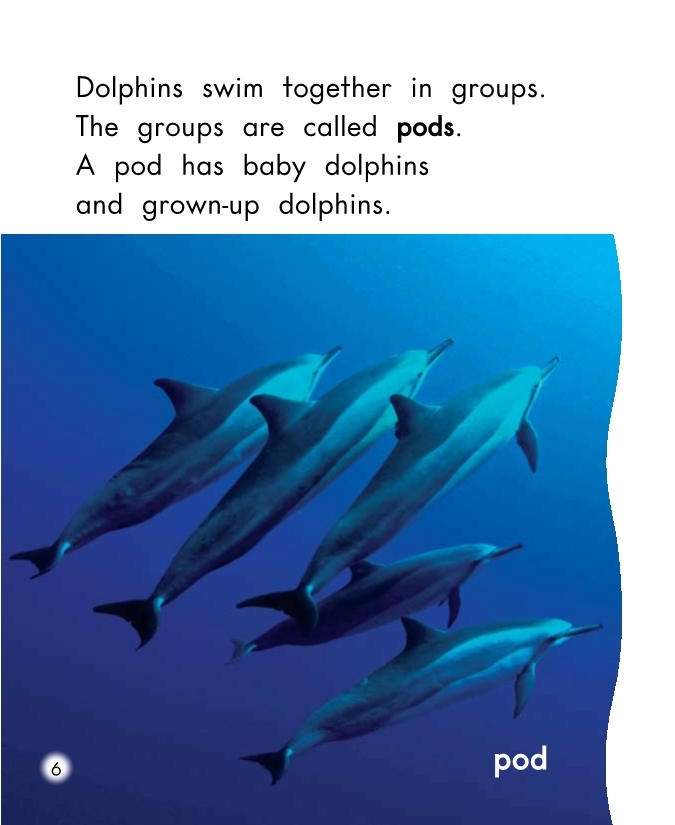 Dolphins swim together in groups.
The groups are called pods.
A pod has baby dolphins
and grown-up dolphins.
pod
6